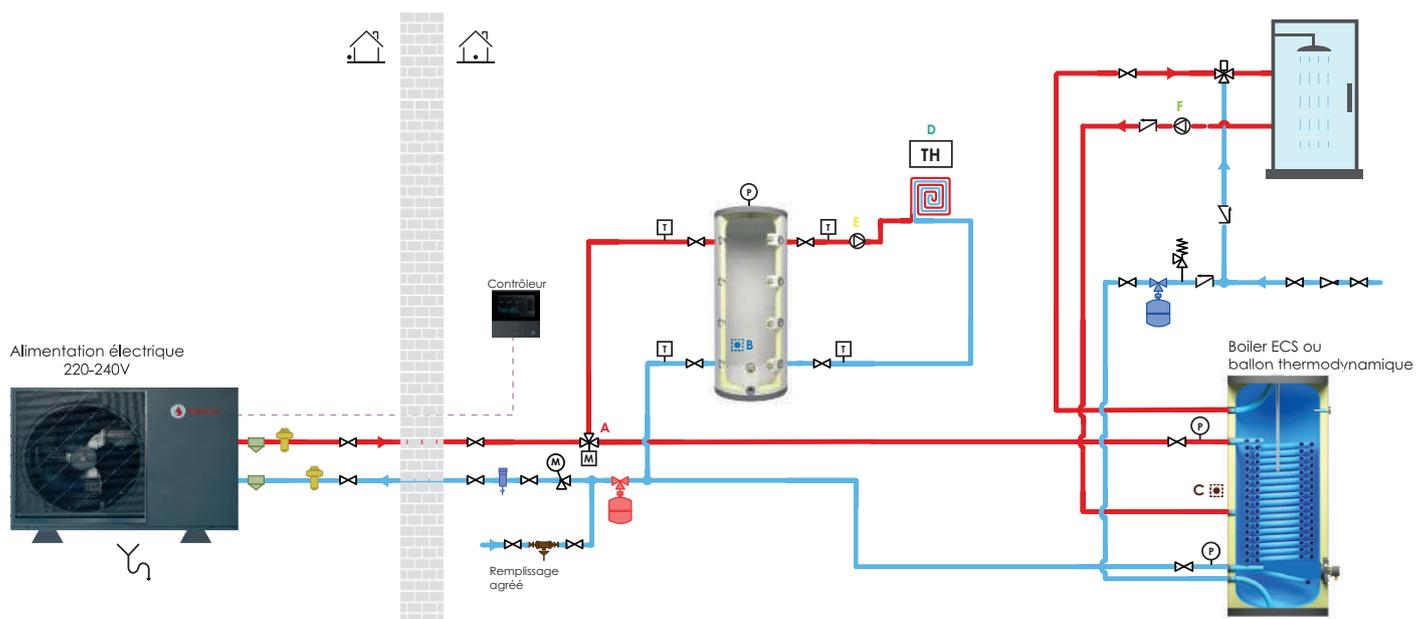 Alimentation électrique
220-240V
Contrôleur
A
M
M
Remplissage
agréé
T
T
P
B
T
T
E
D
TH
F
Boiler ECS ou
ballon thermodynamique
P
C
P